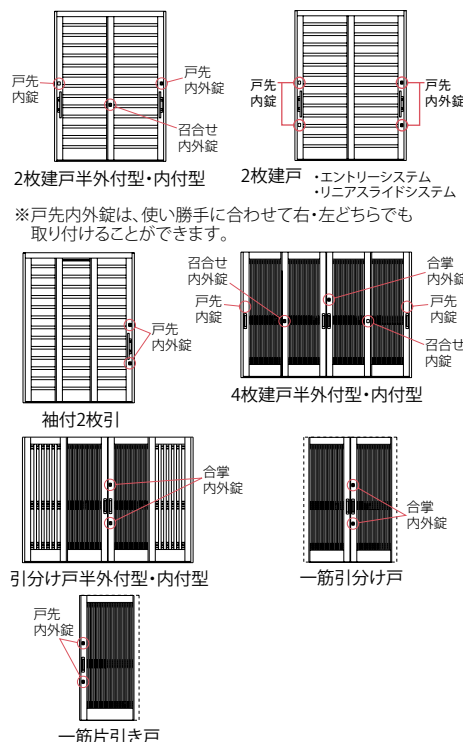 戸先
内錠
戸先
内外錠
召合せ
内外錠
2枚建戸半外付型・内付型
戸先
内錠
戸先
内外錠
2枚建戸
・エントリーシステム
・リニアスライドシステム
※戸先内外錠は、使い勝手に合わせて右・左どちらでも
取り付けることができます。
戸先
内外錠
袖付2枚引
召合せ
内外錠
合掌
内外錠
戸先
内錠
戸先
内錠
召合せ
内錠
4枚建戸半外付型・内付型
合掌
内外錠
引分け戸半外付型・内付型
合掌
内外錠
一筋引分け戸
戸先
内外錠
一筋片引き戸